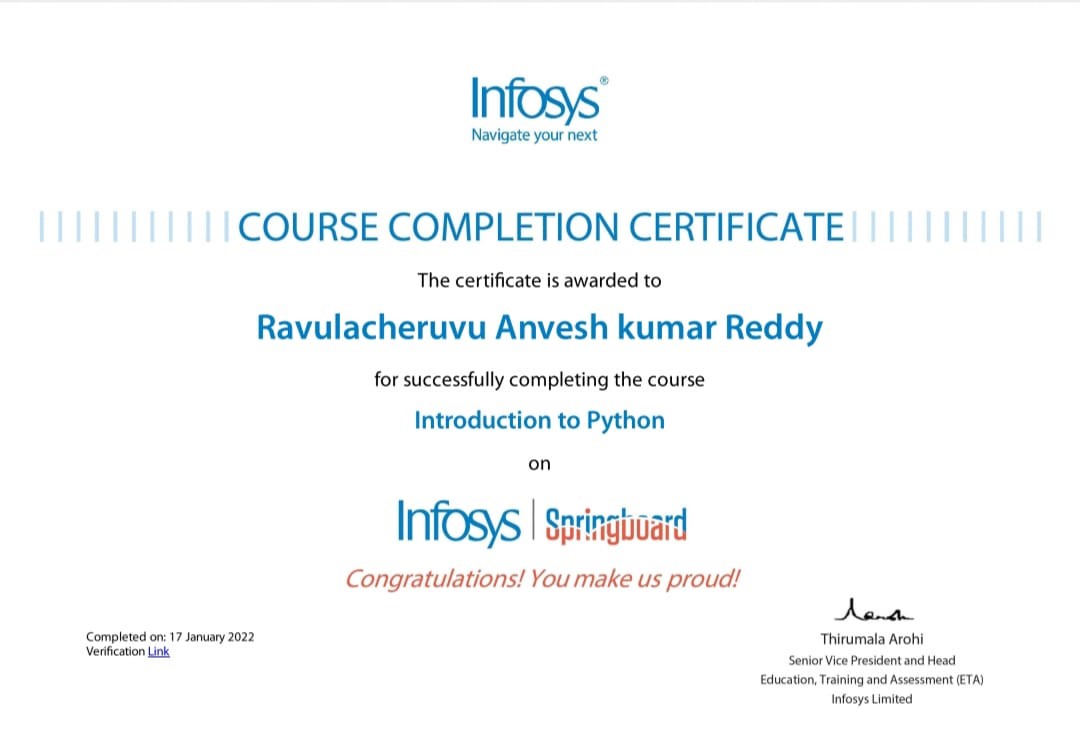 Infosys®
Navigate your next
COURSE COMPLETION CERTIFICATE
The certificate is awarded to
Ravulacheruvu Anvesh kumar Reddy
for successfully completing the course
Introduction to Python
on
Infosys | Springboard
Congratulations! You make us proud!
Completed on: 17 January 2022
Verification Link
Thirumala Arohi
Senior Vice President and Head
Education, Training and Assessment (ETA)
Infosys Limited